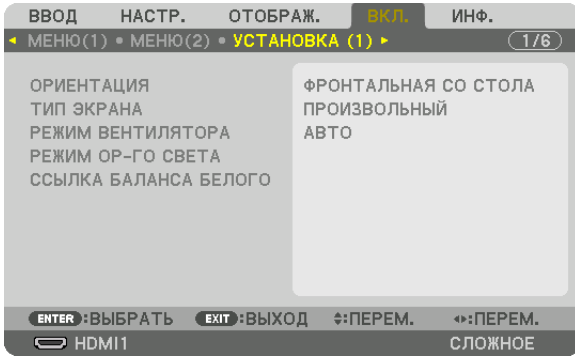 ВВОД НАСТР. ОТОБРАЖ. ВКЛ. ИНФ.
МЕНЮ(1) • МЕНЮ(2) • УСТАНОВКА (1) 1/6
ОРИЕНТАЦИЯ ФРОНТАЛЬНАЯ СО СТОЛА
ТИП ЭКРАНА ПРОИЗВОЛЬНЫЙ
РЕЖИМ ВЕНТИЛЯТОРА АВТО
РЕЖИМ ОР-ГО СВЕТА
ССЫЛКА БАЛАНСА БЕЛОГО
ENTER :ВЫБРАТЬ EXIT :ВЫХОД :ПЕРЕМ. :ПЕРЕМ.
HDMI1 СЛОЖНОЕ